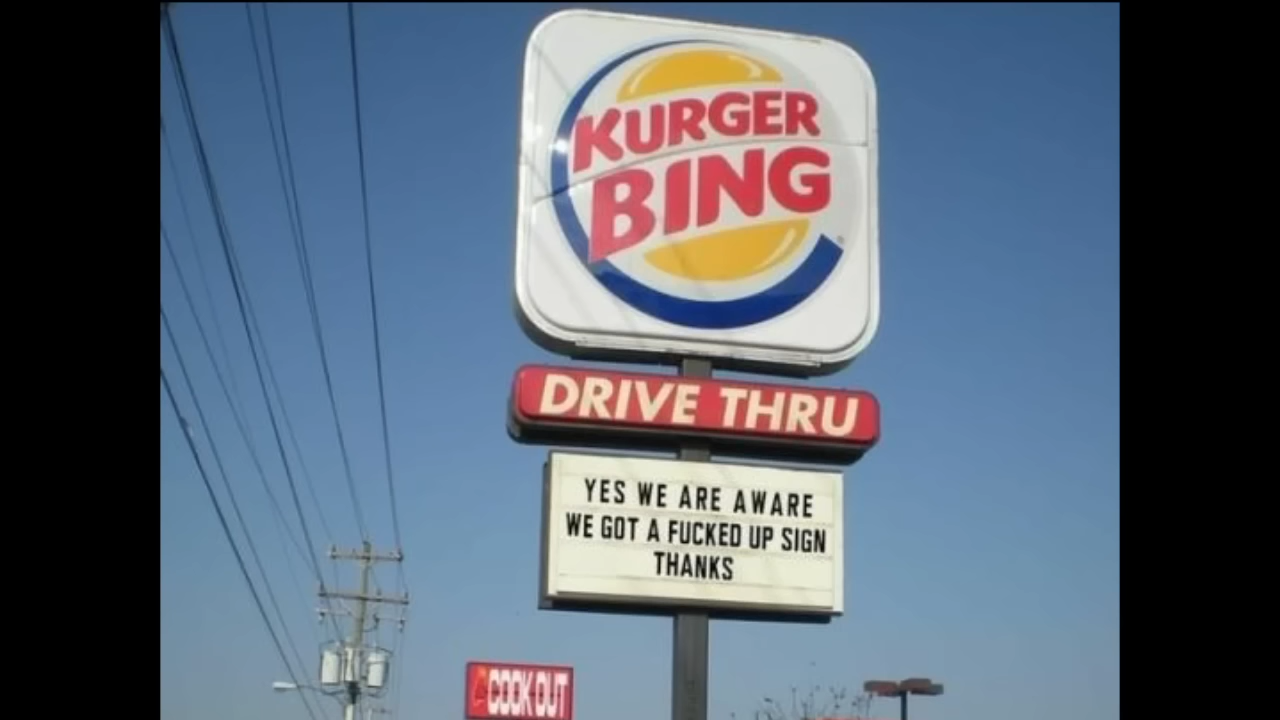 KURGER
BING
DRIVE THRU
YES WE ARE AWARE
WE GOT A FUCKED UP SIGN
THANKS
COOK OUT